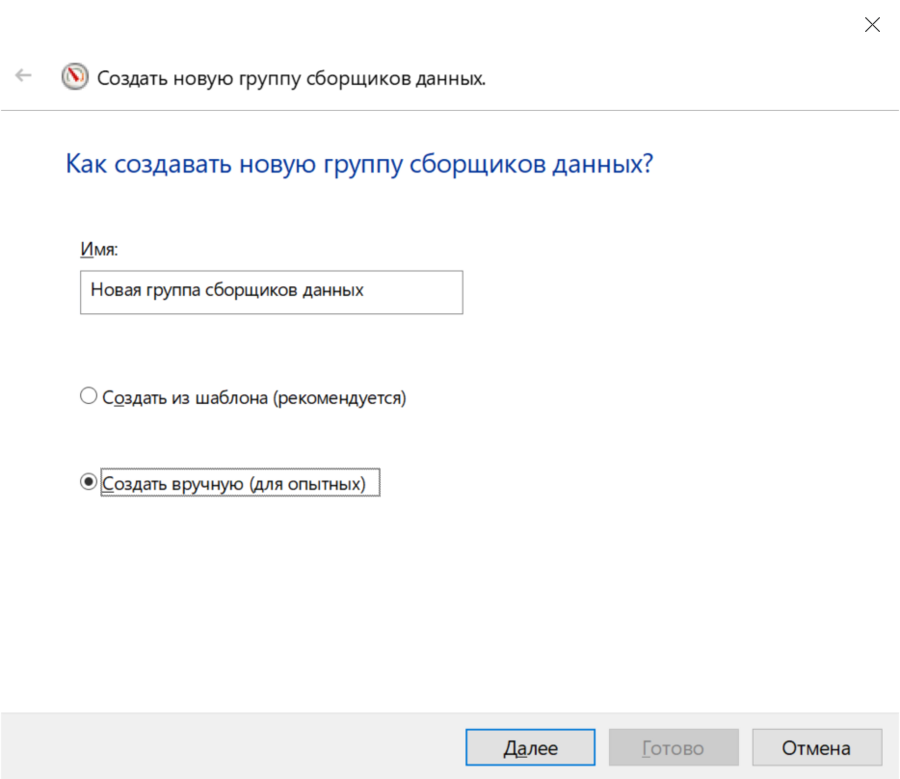 Создать новую группу сборщиков данных.
Как создавать новую группу сборщиков данных?
Имя:
Новая группа сборщиков данных
Создать из шаблона (рекомендуется)
Создать вручную (для опытных)
Далее Готово Отмена